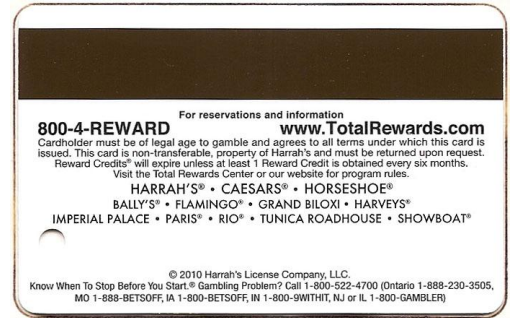 For reservations and information
800-4-REWARD www.TotalRewards.com
Cardholder must be of legal age to gamble and agrees to all terms under which this card is
issued. This card is non-transferable, property of Harrah's and must be returned upon request.
Reward Credits® will expire unless at least 1 Reward Credit is obtained every six months.
Visit the Total Rewards Center or our website for program rules.
HARRAH'S® • CAESARS® • HORSESHOE®
BALLY'S® • FLAMINGO® • GRAND BILOXI • HARVEYS®
IMPERIAL PALACE • PARIS® • RIO® • TUNICA ROADHOUSE • SHOWBOAT®
© 2010 Harrah's License Company, LLC.
Know When To Stop Before You Start.® Gambling Problem? Call 1-800-522-4700 (Ontario 1-888-230-3505,
MO 1-888-BETSOFF, IA 1-800-BETSOFF, IN 1-800-9WITHIT, NJ or IL 1-800-GAMBLER)